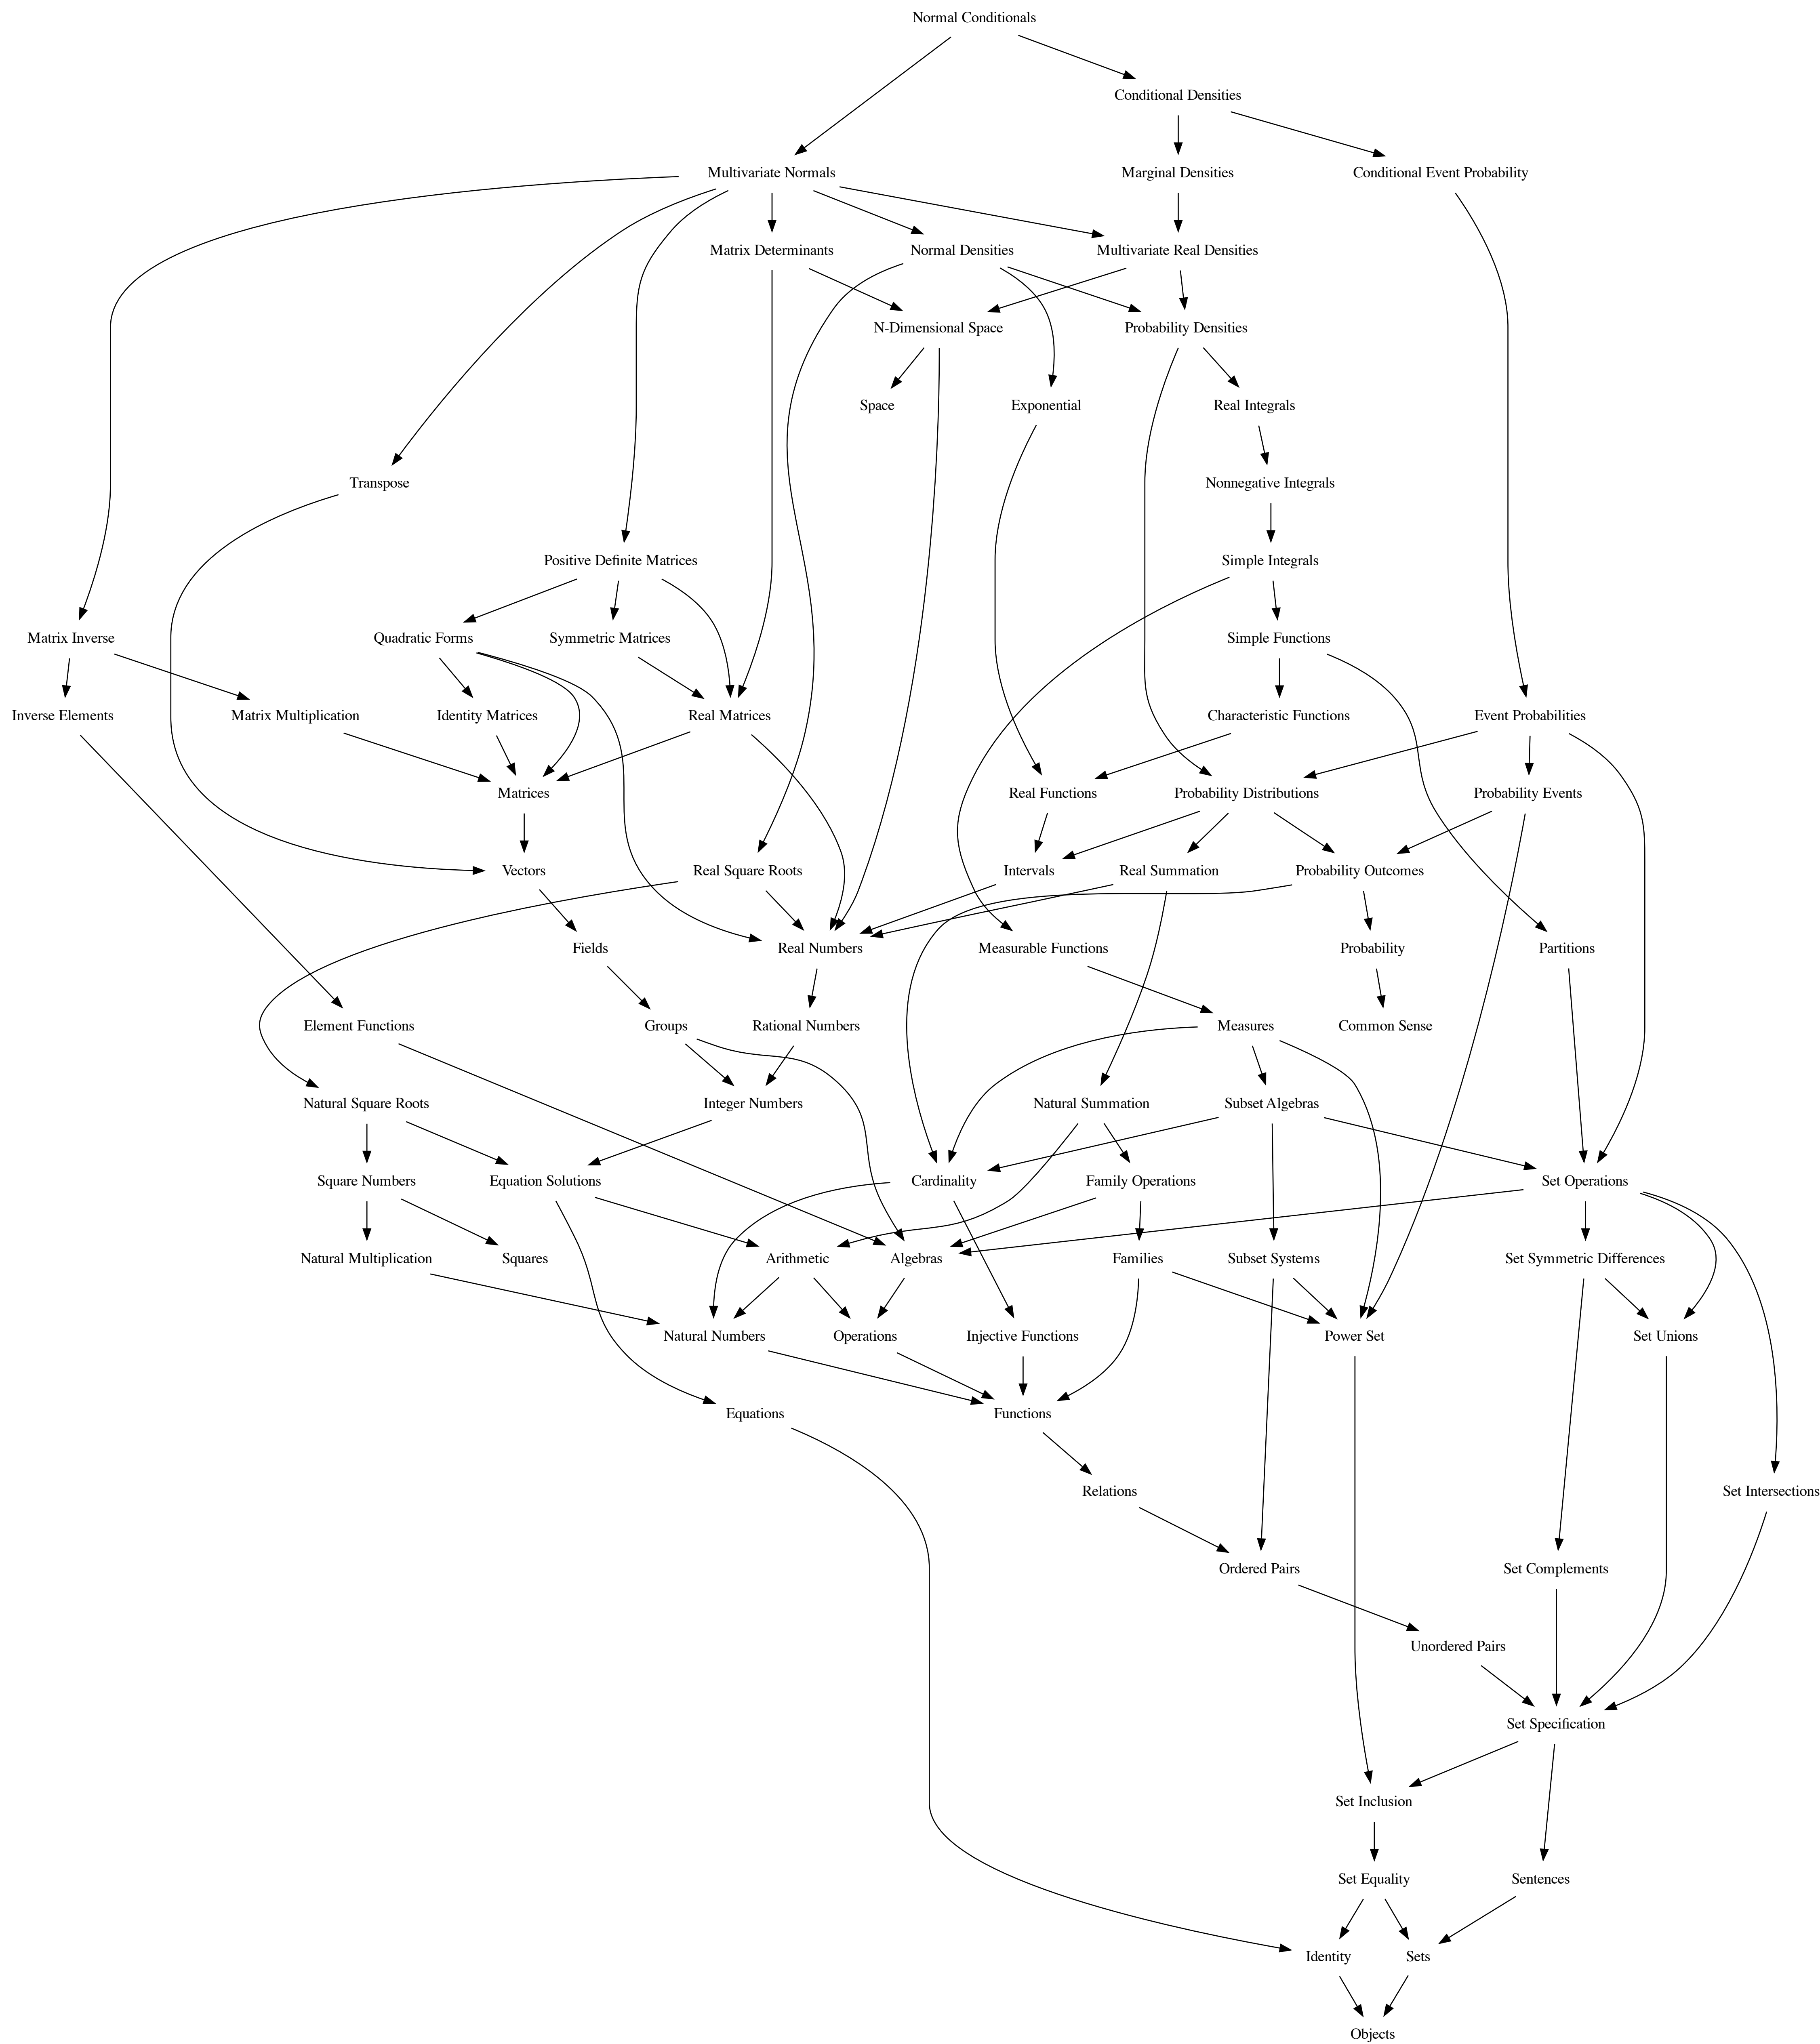 Normal Conditionals
Conditional Densities
Multivariate Normals
Marginal Densities
Conditional Event Probability
Matrix Determinants
Normal Densities
Multivariate Real Densities
N-Dimensional Space
Probability Densities
Space
Exponential
Real Integrals
Transpose
Nonnegative Integrals
Positive Definite Matrices
Simple Integrals
Matrix Inverse
Quadratic Forms
Symmetric Matrices
Simple Functions
Inverse Elements
Matrix Multiplication
Identity Matrices
Real Matrices
Characteristic Functions
Event Probabilities
Matrices
Real Functions
Probability Distributions
Probability Events
Vectors
Real Square Roots
Intervals
Real Summation
Probability Outcomes
Fields
Real Numbers
Measurable Functions
Probability
Partitions
Element Functions
Groups
Rational Numbers
Measures
Common Sense
Natural Square Roots
Integer Numbers
Natural Summation
Subset Algebras
Square Numbers
Equation Solutions
Cardinality
Family Operations
Set Operations
Natural Multiplication
Squares
Arithmetic
Algebras
Families
Subset Systems
Set Symmetric Differences
Natural Numbers
Operations
Injective Functions
Power Set
Set Unions
Equations
Functions
Relations
Set Intersections
Ordered Pairs
Set Complements
Unordered Pairs
Set Specification
Set Inclusion
Set Equality
Sentences
Identity
Sets
Objects